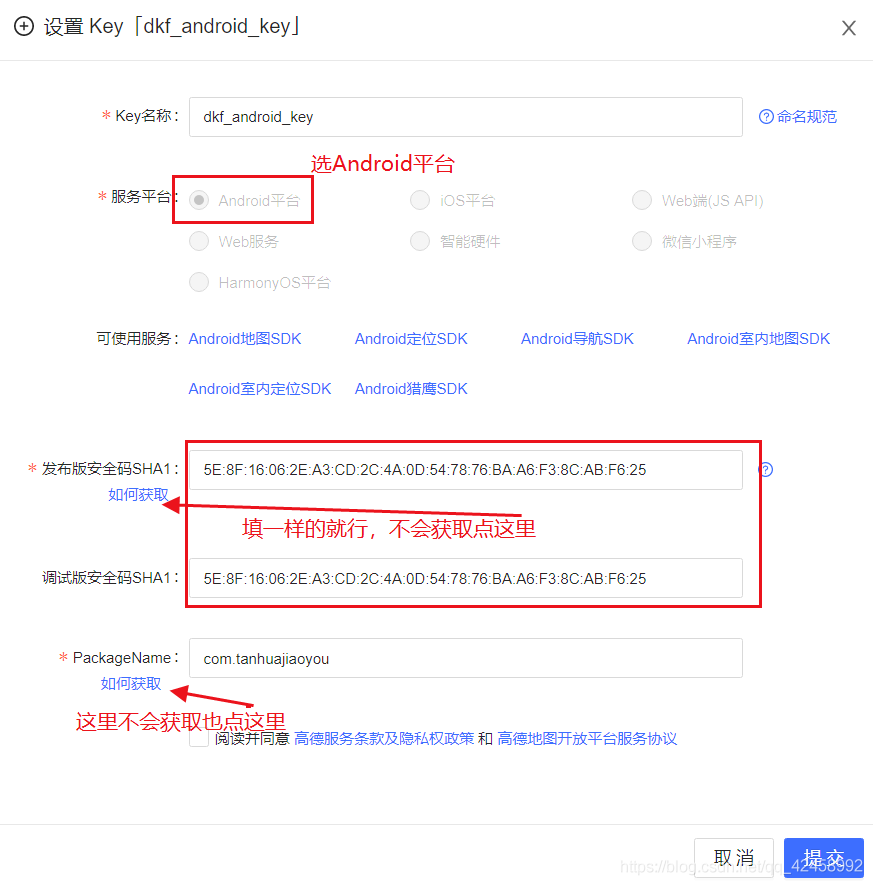 设置 Key「dkf_android_key」
* Key名称： dkf_android_key 命名规范
选Android平台
* 服务平台： Android平台 iOS平台 Web端(JS API)
Web服务 智能硬件 微信小程序
HarmonyOS平台
可使用服务： Android地图SDK Android定位SDK Android导航SDK Android室内地图SDK
Android室内定位SDK Android猎鹰SDK
* 发布版安全码SHA1： 5E:8F:16:06:2E:A3:CD:2C:4A:0D:54:78:76:BA:A6:F3:8C:AB:F6:25
如何获取
填一样的就行，不会获取点这里
调试版安全码SHA1： 5E:8F:16:06:2E:A3:CD:2C:4A:0D:54:78:76:BA:A6:F3:8C:AB:F6:25
* PackageName： com.tanhuajiaoyou
如何获取
这里不会获取也点这里
阅读并同意 高德服务条款及隐私权政策 和 高德地图开放平台服务协议
取消 提交
https://blog.csdn.net/qq_42458992